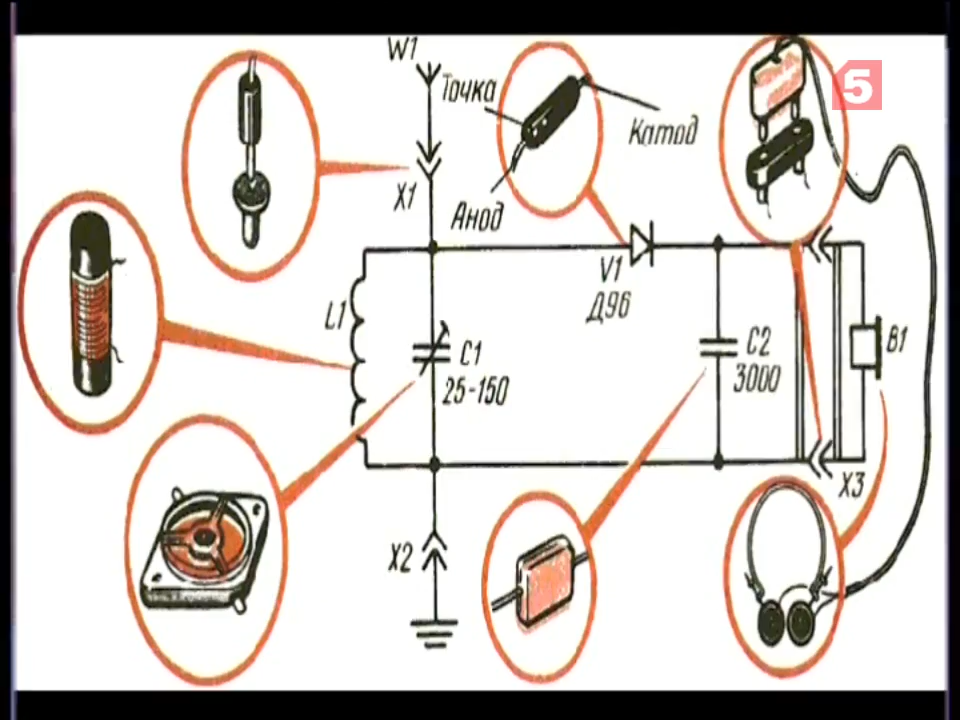 W1
5
Точка
Катод
X1
Анод
V1
Д9Б
L1
C1
25-150
C2
3000
B1
X3
X2